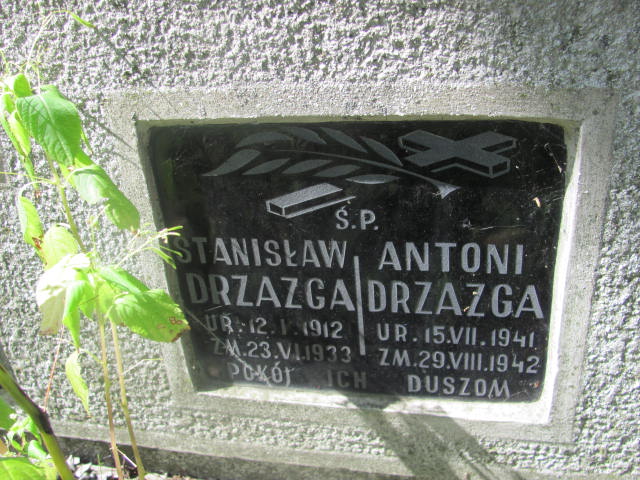 Ś.P.
STANISŁAW ANTONI
DRZAZGA DRZAZGA
UR. 12.V.1912 UR. 15.VII.1941
ZM. 23.VI.1933 ZM. 29.VIII.1942
POKÓJ ICH DUSZOM